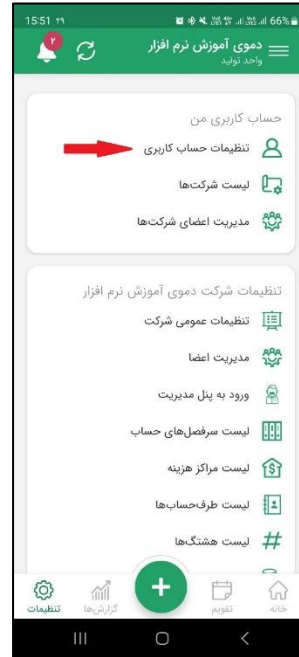 15:51 ۲۹ 66%
دموی آموزش نرم افزار
واحد تولید
۲
حساب کاربری من
تنظیمات حساب کاربری
لیست شرکت‌ها
مدیریت اعضای شرکت‌ها
تنظیمات شرکت دموی آموزش نرم افزار
تنظیمات عمومی شرکت
مدیریت اعضا
ورود به پنل مدیریت
لیست سرفصل‌های حساب
لیست مراکز هزینه
لیست طرف‌حساب‌ها
لیست هشتگ‌ها
خانه
تقویم
گزارش‌ها
تنظیمات